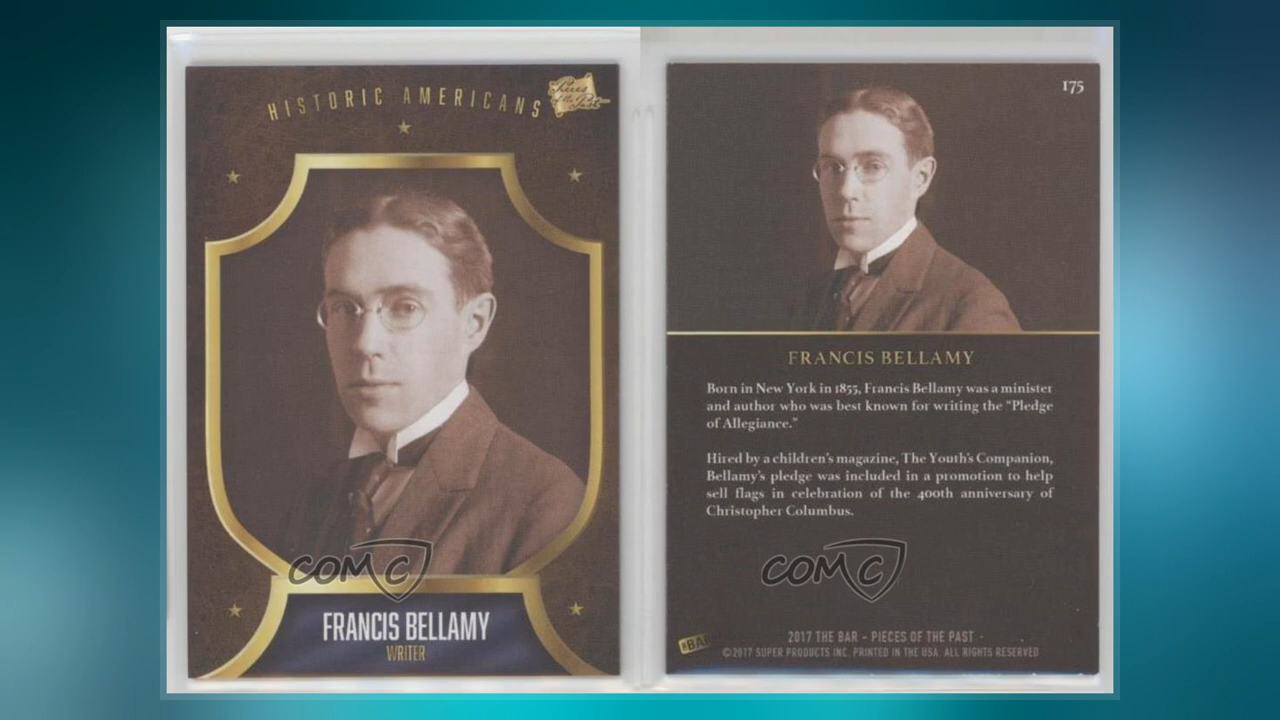 HISTORIC AMERICANS
Pieces
of the Past
COMC
FRANCIS BELLAMY
WRITER
175
FRANCIS BELLAMY
Born in New York in 1855, Francis Bellamy was a minister
and author who was best known for writing the "Pledge
of Allegiance."
Hired by a children's magazine, The Youth's Companion,
Bellamy's pledge was included in a promotion to help
sell flags in celebration of the 400th anniversary of
Christopher Columbus.
COMC
2017 THE BAR - PIECES OF THE PAST -
©2017 SUPER PRODUCTS INC. PRINTED IN THE USA. ALL RIGHTS RESERVED